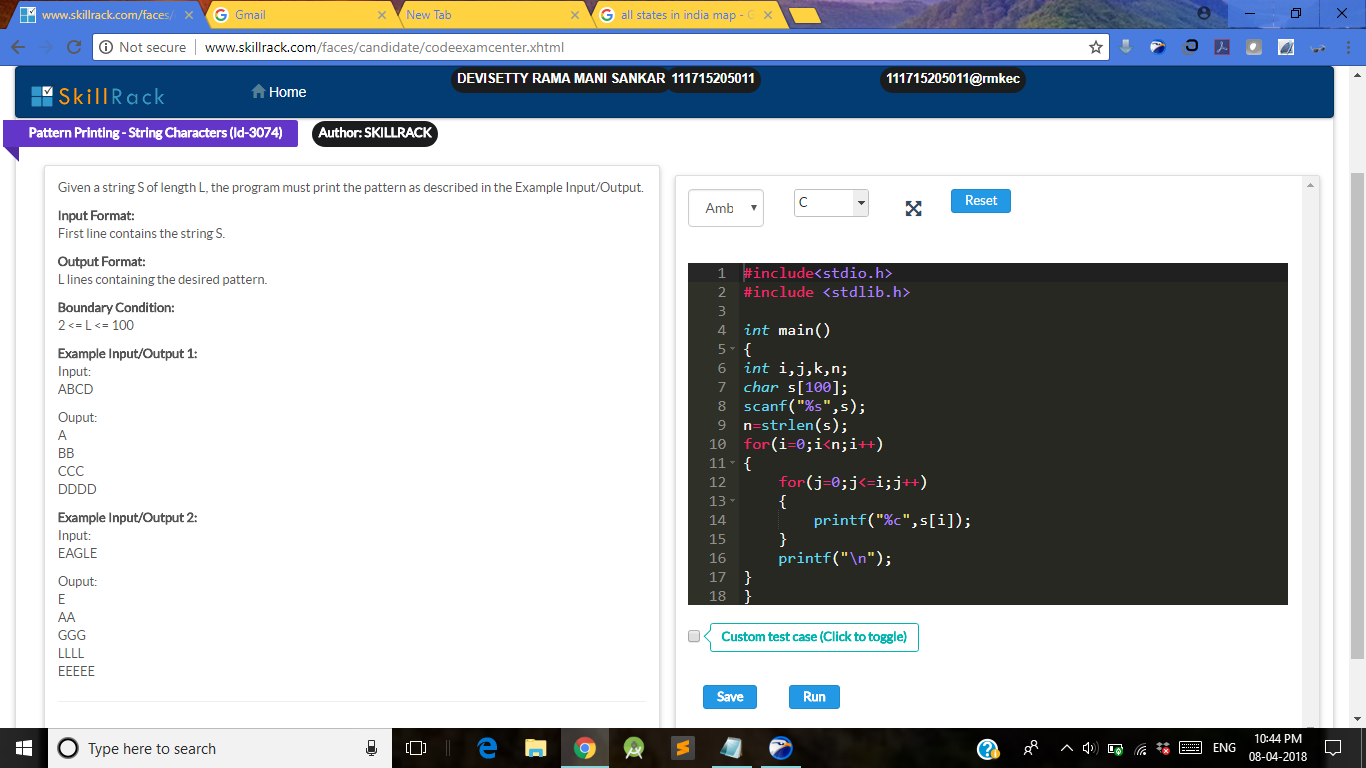 www.skillrack.com/faces/
Gmail
New Tab
all states in india map - G
Not secure
www.skillrack.com/faces/candidate/codeexamcenter.xhtml
SkillRack
Home
DEVISETTY RAMA MANI SANKAR 111715205011
111715205011@rmkec
Pattern Printing - String Characters (Id-3074)
Author: SKILLRACK
Given a string S of length L, the program must print the pattern as described in the Example Input/Output.
Input Format:
First line contains the string S.
Output Format:
L lines containing the desired pattern.
Boundary Condition:
2 <= L <= 100
Example Input/Output 1:
Input:
ABCD
Ouput:
A
BB
CCC
DDDD
Example Input/Output 2:
Input:
EAGLE
Ouput:
E
AA
GGG
LLLL
EEEEE
Amb
C
Reset
1 #include<stdio.h>
2 #include <stdlib.h>
3
4 int main()
5 {
6 int i,j,k,n;
7 char s[100];
8 scanf("%s",s);
9 n=strlen(s);
10 for(i=0;i<n;i++)
11 {
12 for(j=0;j<=i;j++)
13 {
14 printf("%c",s[i]);
15 }
16 printf("\n");
17 }
18 }
Custom test case (Click to toggle)
Save
Run
Type here to search
ENG
10:44 PM
08-04-2018